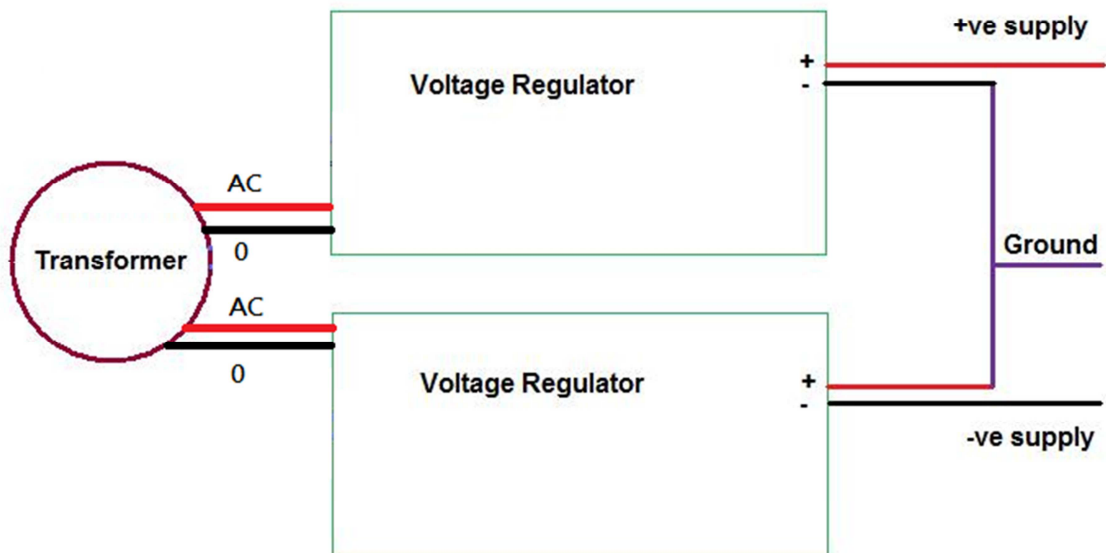 +ve supply
Voltage Regulator
+
-
AC
0
Transformer
Ground
AC
0
Voltage Regulator
+
-
-ve supply